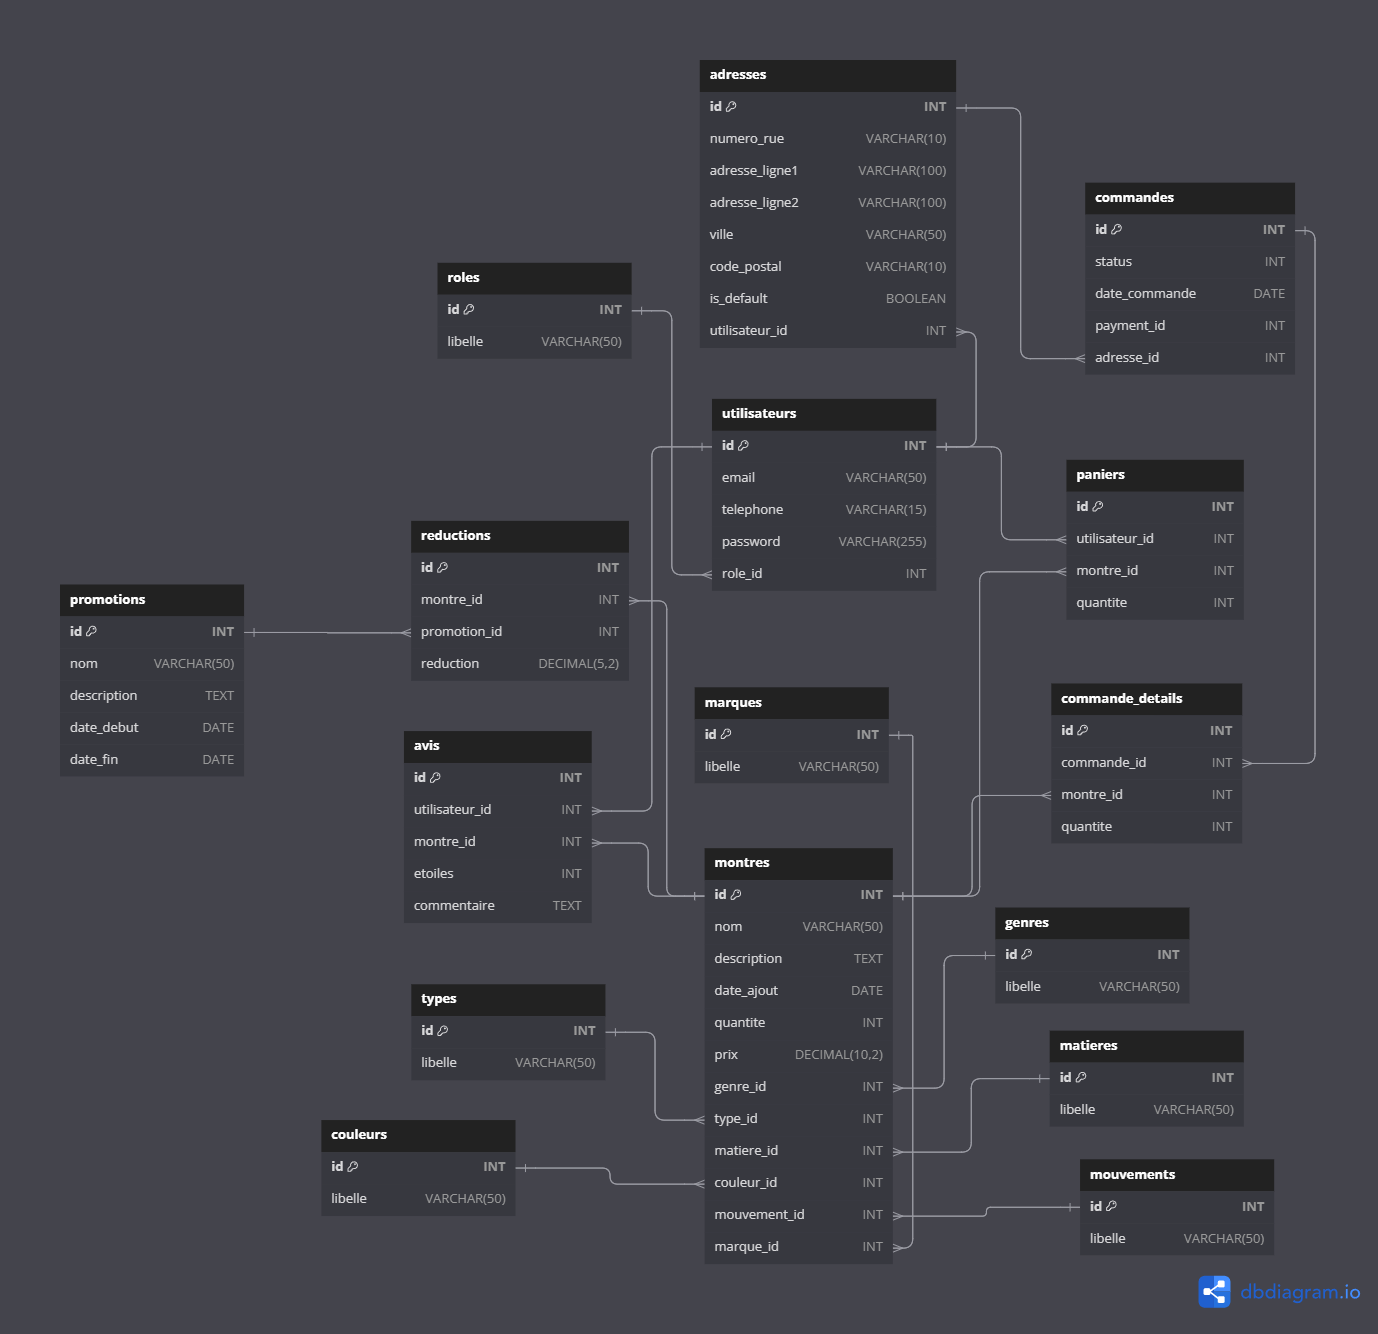 adresses
id INT
numero_rue VARCHAR(10)
adresse_ligne1 VARCHAR(100)
adresse_ligne2 VARCHAR(100)
ville VARCHAR(50)
code_postal VARCHAR(10)
is_default BOOLEAN
utilisateur_id INT
commandes
id INT
status INT
date_commande DATE
payment_id INT
adresse_id INT
roles
id INT
libelle VARCHAR(50)
utilisateurs
id INT
email VARCHAR(50)
telephone VARCHAR(15)
password VARCHAR(255)
role_id INT
paniers
id INT
utilisateur_id INT
montre_id INT
quantite INT
reductions
id INT
montre_id INT
promotion_id INT
reduction DECIMAL(5,2)
promotions
id INT
nom VARCHAR(50)
description TEXT
date_debut DATE
date_fin DATE
marques
id INT
libelle VARCHAR(50)
commande_details
id INT
commande_id INT
montre_id INT
quantite INT
avis
id INT
utilisateur_id INT
montre_id INT
etoiles INT
commentaire TEXT
montres
id INT
nom VARCHAR(50)
description TEXT
date_ajout DATE
quantite INT
prix DECIMAL(10,2)
genre_id INT
type_id INT
matiere_id INT
couleur_id INT
mouvement_id INT
marque_id INT
genres
id INT
libelle VARCHAR(50)
types
id INT
libelle VARCHAR(50)
matieres
id INT
libelle VARCHAR(50)
couleurs
id INT
libelle VARCHAR(50)
mouvements
id INT
libelle VARCHAR(50)
dbdiagram.io